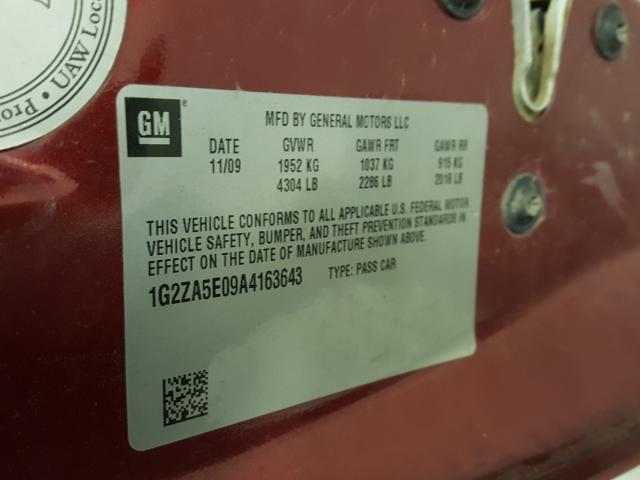 Pro
• UAW Loc
GM
®
MFD BY GENERAL MOTORS LLC
DATE GVWR GAWR FRT GAWR RR
11/09 1952 KG 1037 KG 915 KG
4304 LB 2286 LB 2018 LB
THIS VEHICLE CONFORMS TO ALL APPLICABLE U.S. FEDERAL MOTOR
VEHICLE SAFETY, BUMPER, AND THEFT PREVENTION STANDARDS IN
EFFECT ON THE DATE OF MANUFACTURE SHOWN ABOVE.
1G2ZA5E09A4163643 TYPE: PASS CAR